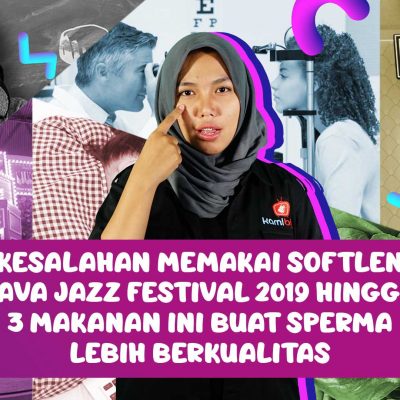 E
F P
KESALAHAN MEMAKAI SOFTLEN
AVA JAZZ FESTIVAL 2019 HINGG
3 MAKANAN INI BUAT SPERMA
LEBIH BERKUALITAS